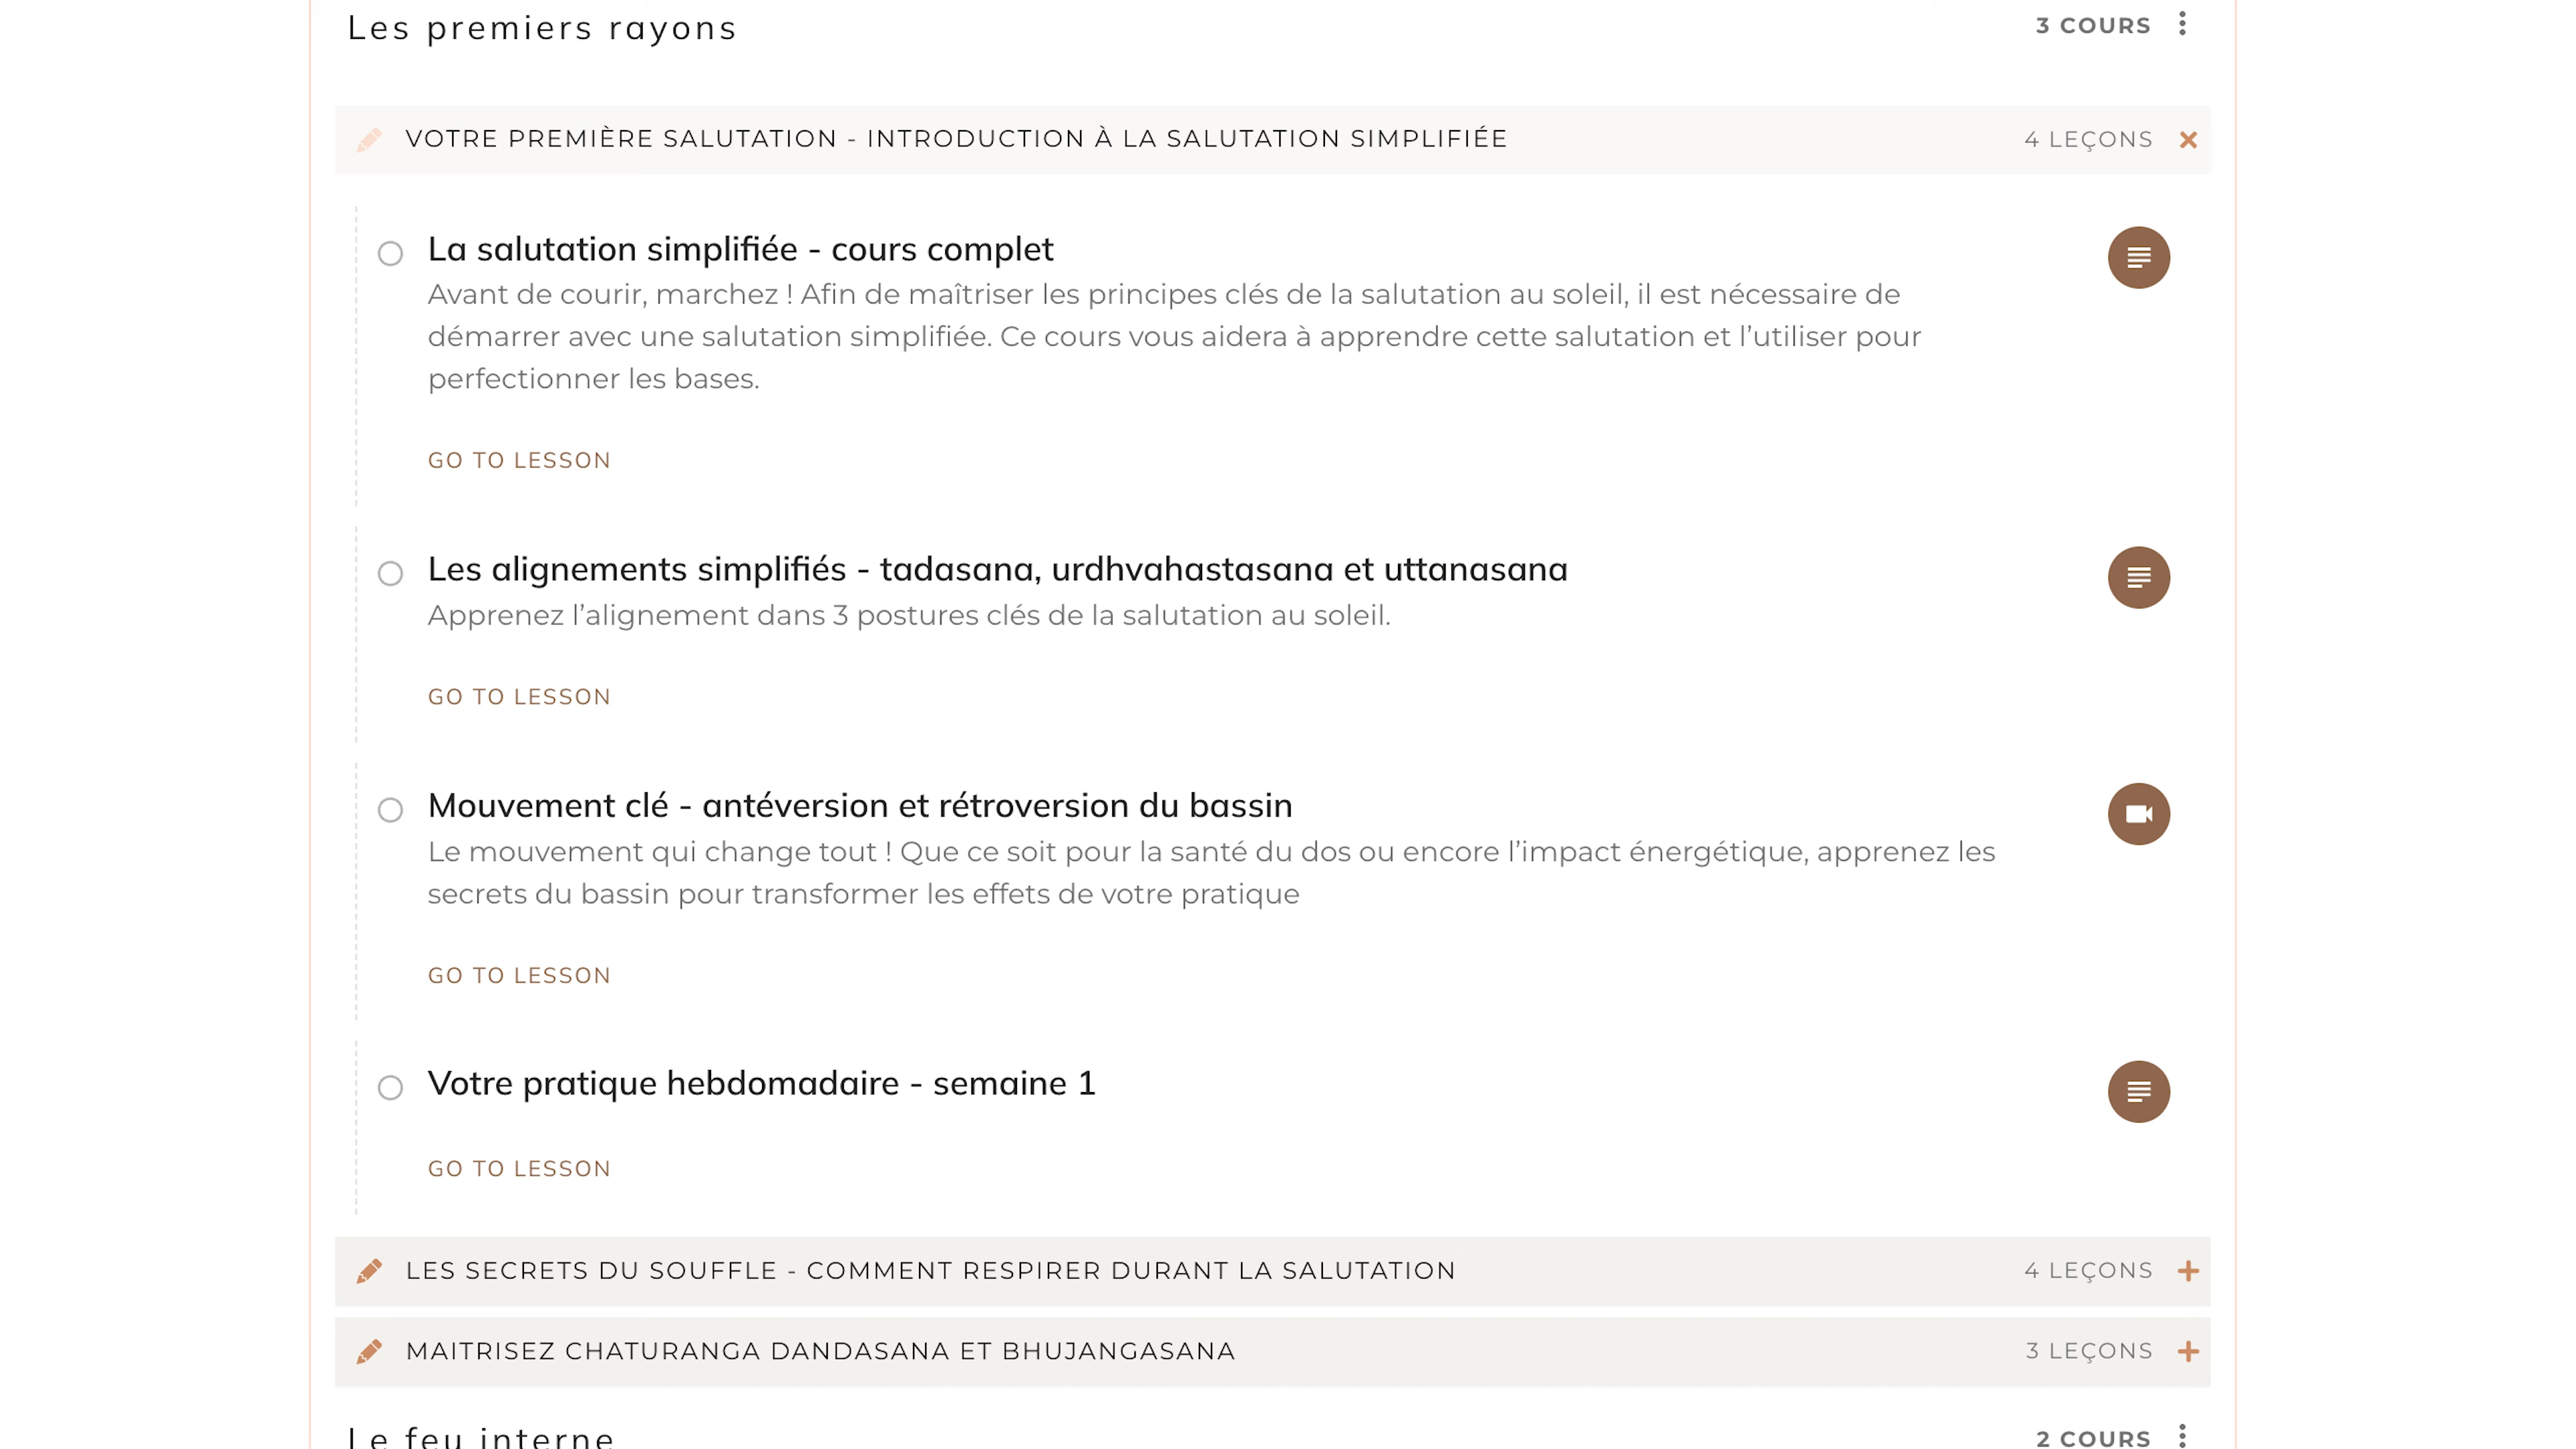 Les premiers rayons
3 COURS
VOTRE PREMIÈRE SALUTATION - INTRODUCTION À LA SALUTATION SIMPLIFIÉE
4 LEÇONS
La salutation simplifiée - cours complet
Avant de courir, marchez ! Afin de maîtriser les principes clés de la salutation au soleil, il est nécessaire de
démarrer avec une salutation simplifiée. Ce cours vous aidera à apprendre cette salutation et l’utiliser pour
perfectionner les bases.
GO TO LESSON
Les alignements simplifiés - tadasana, urdhvahastasana et uttanasana
Apprenez l’alignement dans 3 postures clés de la salutation au soleil.
GO TO LESSON
Mouvement clé - antéversion et rétroversion du bassin
Le mouvement qui change tout ! Que ce soit pour la santé du dos ou encore l’impact énergétique, apprenez les
secrets du bassin pour transformer les effets de votre pratique
GO TO LESSON
Votre pratique hebdomadaire - semaine 1
GO TO LESSON
LES SECRETS DU SOUFFLE - COMMENT RESPIRER DURANT LA SALUTATION
4 LEÇONS
MAITRISEZ CHATURANGA DANDASANA ET BHUJANGASANA
3 LEÇONS
Le feu interne
2 COURS